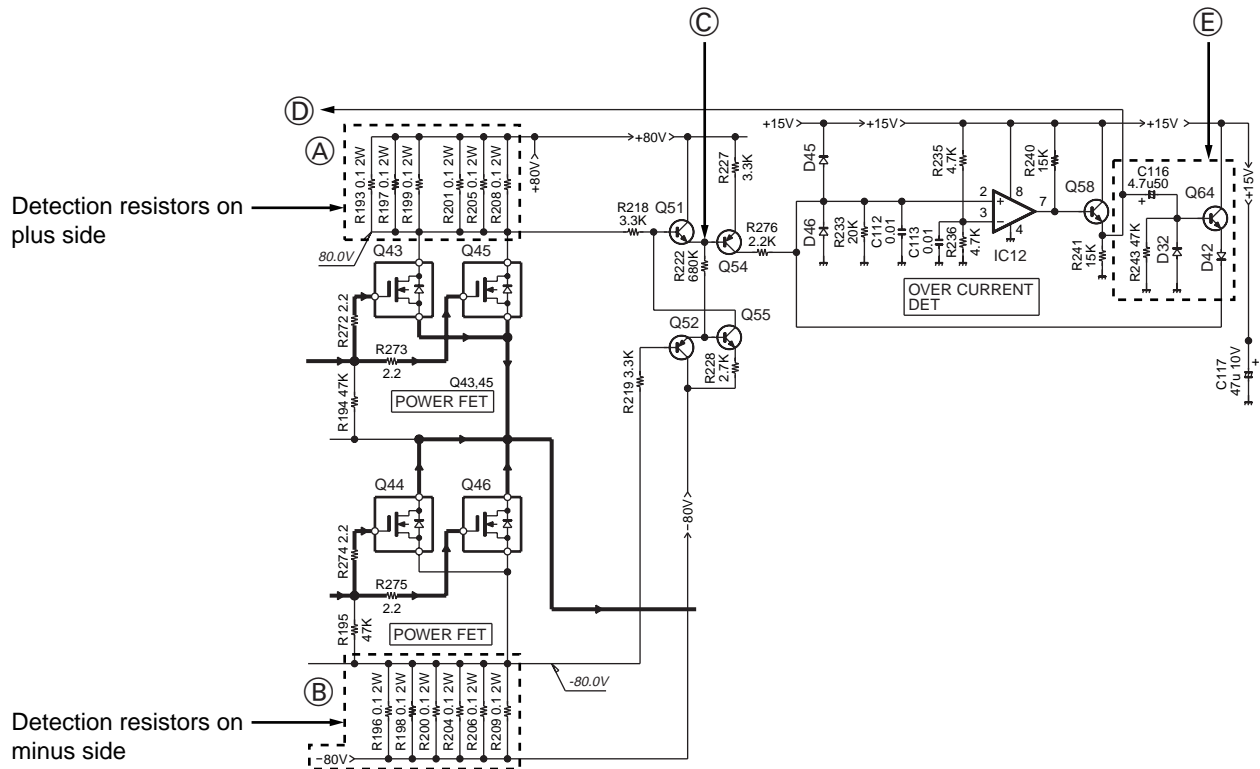 Ⓒ
Ⓔ
Ⓓ
Ⓐ
Detection resistors on
plus side
R193 0.1 2W
R197 0.1 2W
R199 0.1 2W
R201 0.1 2W
R205 0.1 2W
R208 0.1 2W
+80V
80.0V
+80V
R227
3.3K
R218
3.3K
Q51
R276
2.2K
R222
680K
Q54
+15V
+15V
+15V
+15V
D45
D46
R233
20K
C112
0.01
C113
0.01
R235
4.7K
R236
4.7K
2
3
8
4
7
+
−
IC12
R240
15K
Q58
R241
15K
C116
4.7u50
+
Q64
R243 47K
D32
D42
OVER CURRENT
DET
C117
47u 10V
+
Q43
Q45
R272 2.2
R273
2.2
R194 47K
Q43,45
POWER FET
Q52
Q55
R219 3.3K
R228
2.7K
-80V
Q44
Q46
R274 2.2
R275
2.2
R195
47K
POWER FET
-80.0V
Ⓑ
Detection resistors on
minus side
R196 0.1 2W
R198 0.1 2W
R200 0.1 2W
R204 0.1 2W
R206 0.1 2W
R209 0.1 2W
-80V